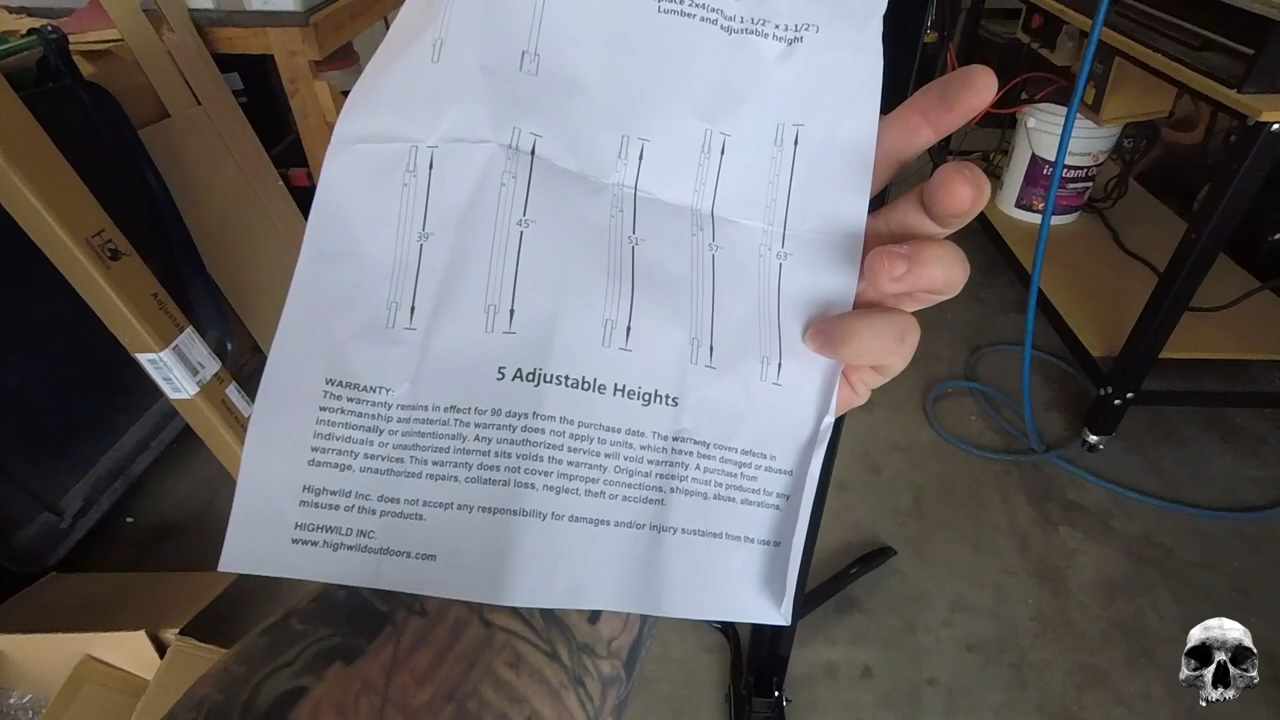 2x4(actual 1-1/2" x 3-1/2")
Lumber and adjustable height
39" 45" 51" 57" 63"
5 Adjustable Heights
WARRANTY:
The warranty remains in effect for 90 days from the purchase date. The warranty covers defects in
workmanship and material.The warranty does not apply to units, which have been damaged or abused
intentionally or unintentionally. Any unauthorized service will void warranty. A purchase from
individuals or unauthorized internet sits voids the warranty. Original receipt must be produced for any
warranty services. This warranty does not cover improper connections, shipping, abuse, alterations,
damage, unauthorized repairs, collateral loss, neglect, theft or accident.
Highwild Inc. does not accept any responsibility for damages and/or injury sustained from the use or
misuse of this products.
HIGHWILD INC.
www.highwildoutdoors.com